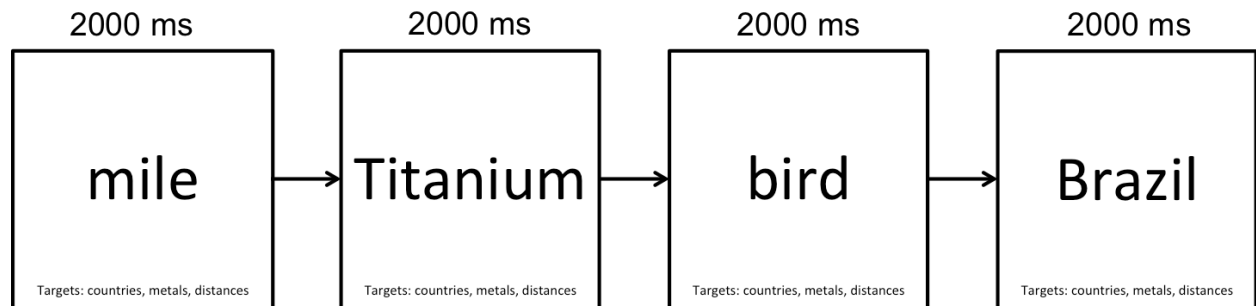 2000 ms
2000 ms
2000 ms
2000 ms
mile
Titanium
bird
Brazil
Targets: countries, metals, distances
Targets: countries, metals, distances
Targets: countries, metals, distances
Targets: countries, metals, distances